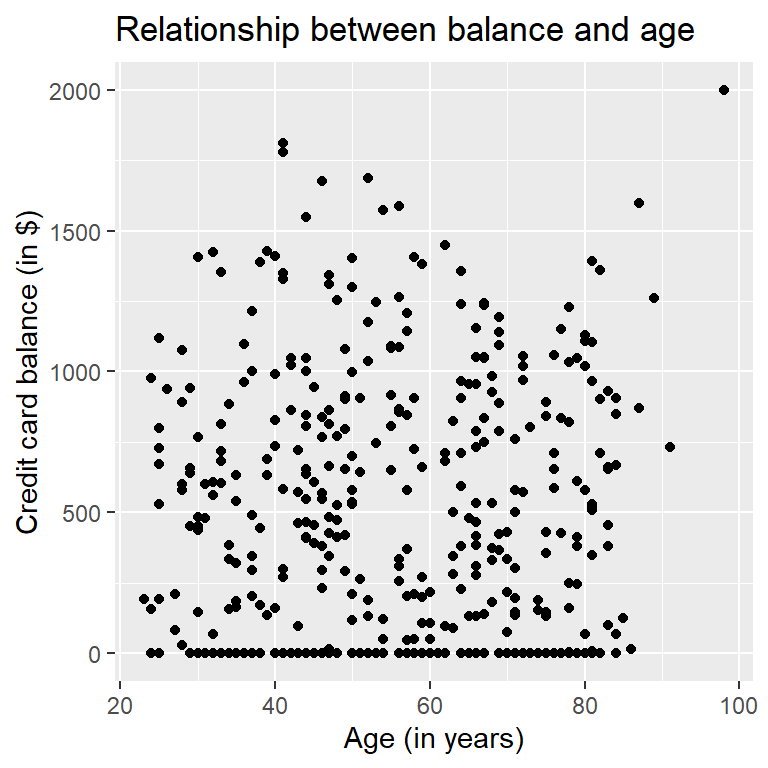 Relationship between balance and age
Credit card balance (in $)
2000
1500
1000
500
0
20 40 60 80 100
Age (in years)